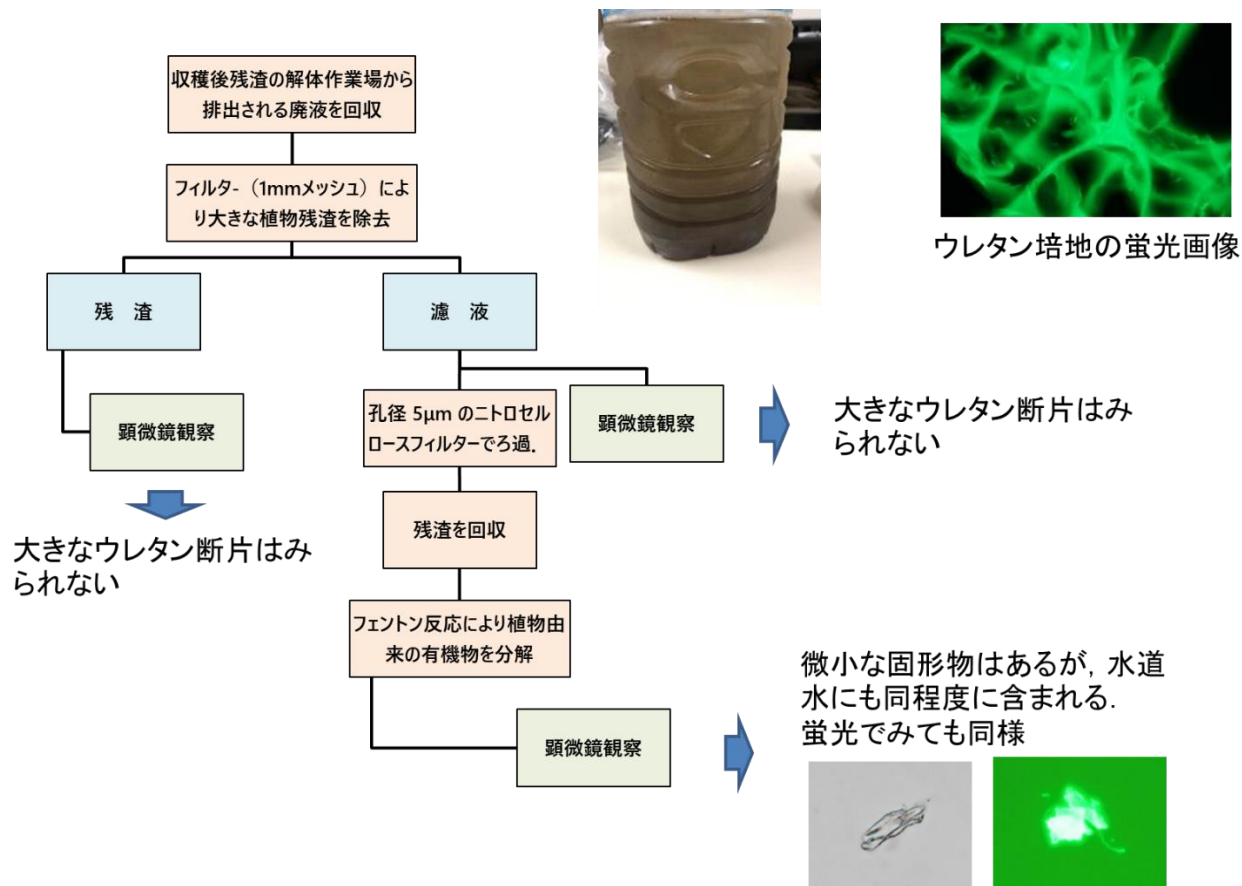 収穫後残渣の解体作業場から
排出される廃液を回収
フィルタ-（1mmメッシュ）によ
り大きな植物残渣を除去
ウレタン培地の蛍光画像
残　渣
濾　液
顕微鏡観察
孔径 5μm のニトロセル
ロースフィルターでろ過.
顕微鏡観察
大きなウレタン断片はみ
られない
大きなウレタン断片はみ
られない
残渣を回収
フェントン反応により植物由
来の有機物を分解
顕微鏡観察
微小な固形物はあるが, 水道
水にも同程度に含まれる.
蛍光でみても同様